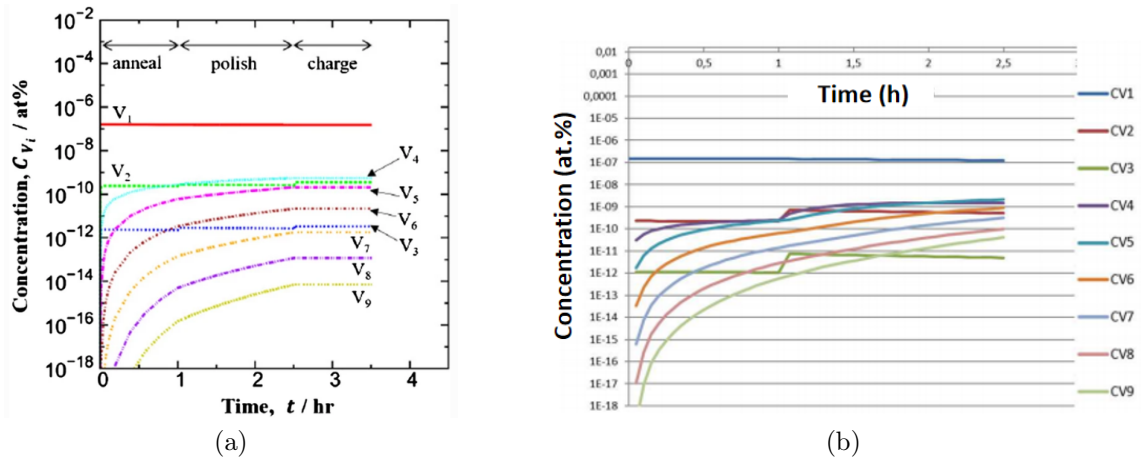 10⁻²
10⁻⁴
10⁻⁶
10⁻⁸
10⁻¹⁰
10⁻¹²
10⁻¹⁴
10⁻¹⁶
10⁻¹⁸
Concentration, C_{V_i} / at%
anneal polish charge
V₁
V₂
V₄
V₅
V₆
V₃
V₇
V₈
V₉
0 1 2 3 4
Time, t / hr
(a)
0,01
0,001
0,0001
1E-05
1E-06
1E-07
1E-08
1E-09
1E-10
1E-11
1E-12
1E-13
1E-14
1E-15
1E-16
1E-17
1E-18
Concentration (at.%)
0 0,5 1 1,5 2 2,5
Time (h)
CV1
CV2
CV3
CV4
CV5
CV6
CV7
CV8
CV9
(b)